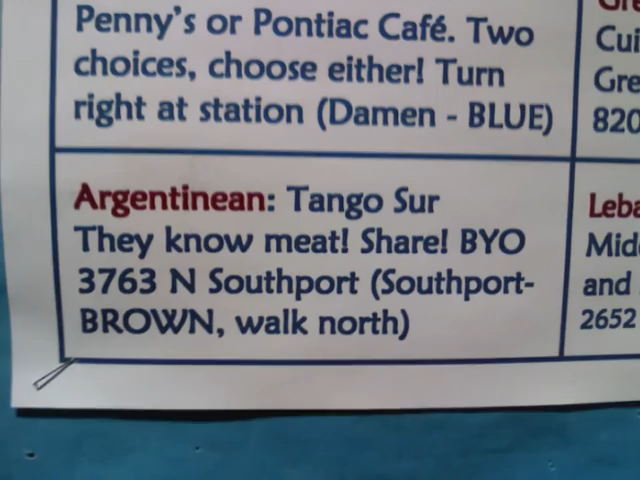 Penny's or Pontiac Café. Two
choices, choose either! Turn
right at station (Damen - BLUE)
Argentinean: Tango Sur
They know meat! Share! BYO
3763 N Southport (Southport-
BROWN, walk north)
Cui
Gre
820
Leba
Mid
and
2652